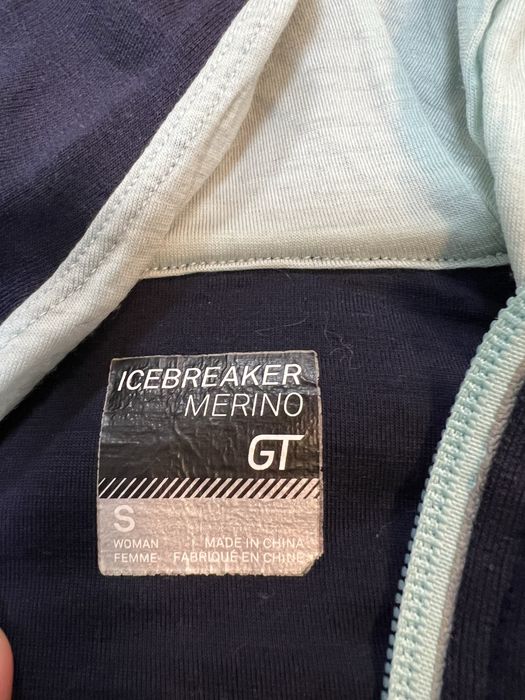 ICEBREAKER
MERINO
GT
S
WOMAN
FEMME
MADE IN CHINA
FABRIQUÉ EN CHINE